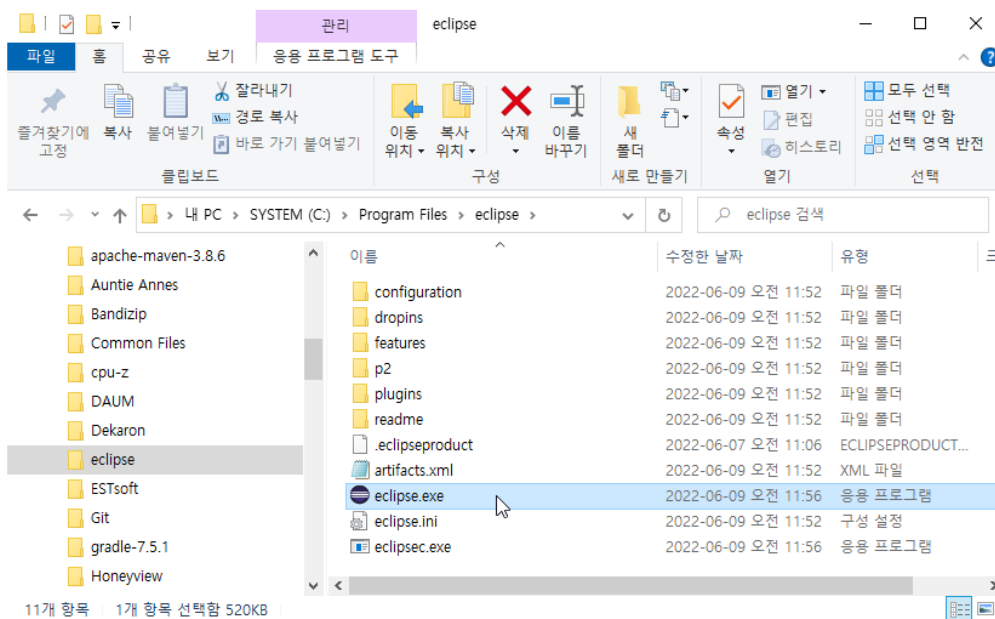 관리
eclipse
파일
홈
공유
보기
응용 프로그램 도구
즐겨찾기에 고정
복사
붙여넣기
잘라내기
경로 복사
바로 가기 붙여넣기
클립보드
이동 위치
복사 위치
삭제
이름 바꾸기
구성
새 폴더
새로 만들기
속성
열기
편집
히스토리
열기
모두 선택
선택 안 함
선택 영역 반전
선택
내 PC > SYSTEM (C:) > Program Files > eclipse >
eclipse 검색
apache-maven-3.8.6
Auntie Annes
Bandizip
Common Files
cpu-z
DAUM
Dekaron
eclipse
ESTsoft
Git
gradle-7.5.1
Honeyview
이름 수정한 날짜 유형
configuration 2022-06-09 오전 11:52 파일 폴더
dropins 2022-06-09 오전 11:52 파일 폴더
features 2022-06-09 오전 11:52 파일 폴더
p2 2022-06-09 오전 11:52 파일 폴더
plugins 2022-06-09 오전 11:52 파일 폴더
readme 2022-06-09 오전 11:52 파일 폴더
.eclipseproduct 2022-06-07 오전 11:06 ECLIPSEPRODUCT...
artifacts.xml 2022-06-09 오전 11:52 XML 파일
eclipse.exe 2022-06-09 오전 11:56 응용 프로그램
eclipse.ini 2022-06-09 오전 11:52 구성 설정
eclipsec.exe 2022-06-09 오전 11:56 응용 프로그램
11개 항목 1개 항목 선택함 520KB